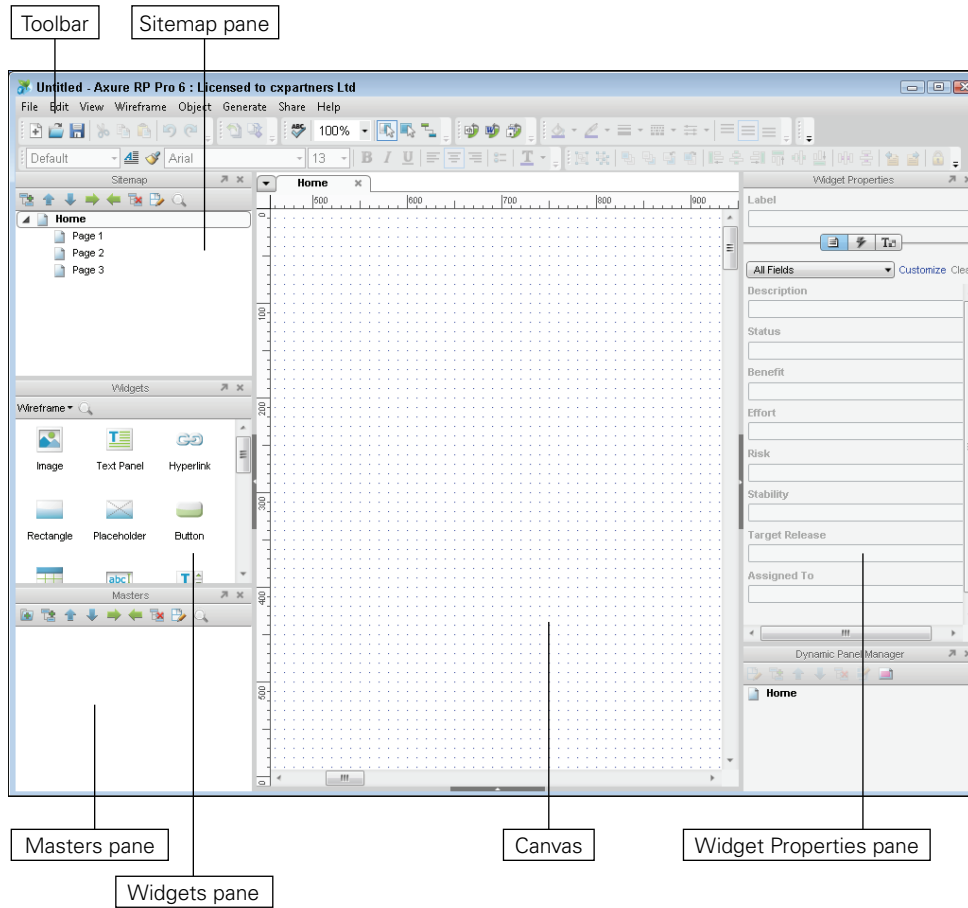 Toolbar
Sitemap pane
Untitled - Axure RP Pro 6 : Licensed to cxpartners Ltd
File Edit View Wireframe Object Generate Share Help
100%
Default Arial 13 B I U
Sitemap
Home
Page 1
Page 2
Page 3
Widgets
Wireframe
Image Text Panel Hyperlink
Rectangle Placeholder Button
abc T
Masters
Home
500 600 700 800 900
0
100
200
300
400
500
0
Widget Properties
Label
All Fields Customize Clea
Description
Status
Benefit
Effort
Risk
Stability
Target Release
Assigned To
Dynamic Panel Manager
Home
Masters pane
Canvas
Widget Properties pane
Widgets pane